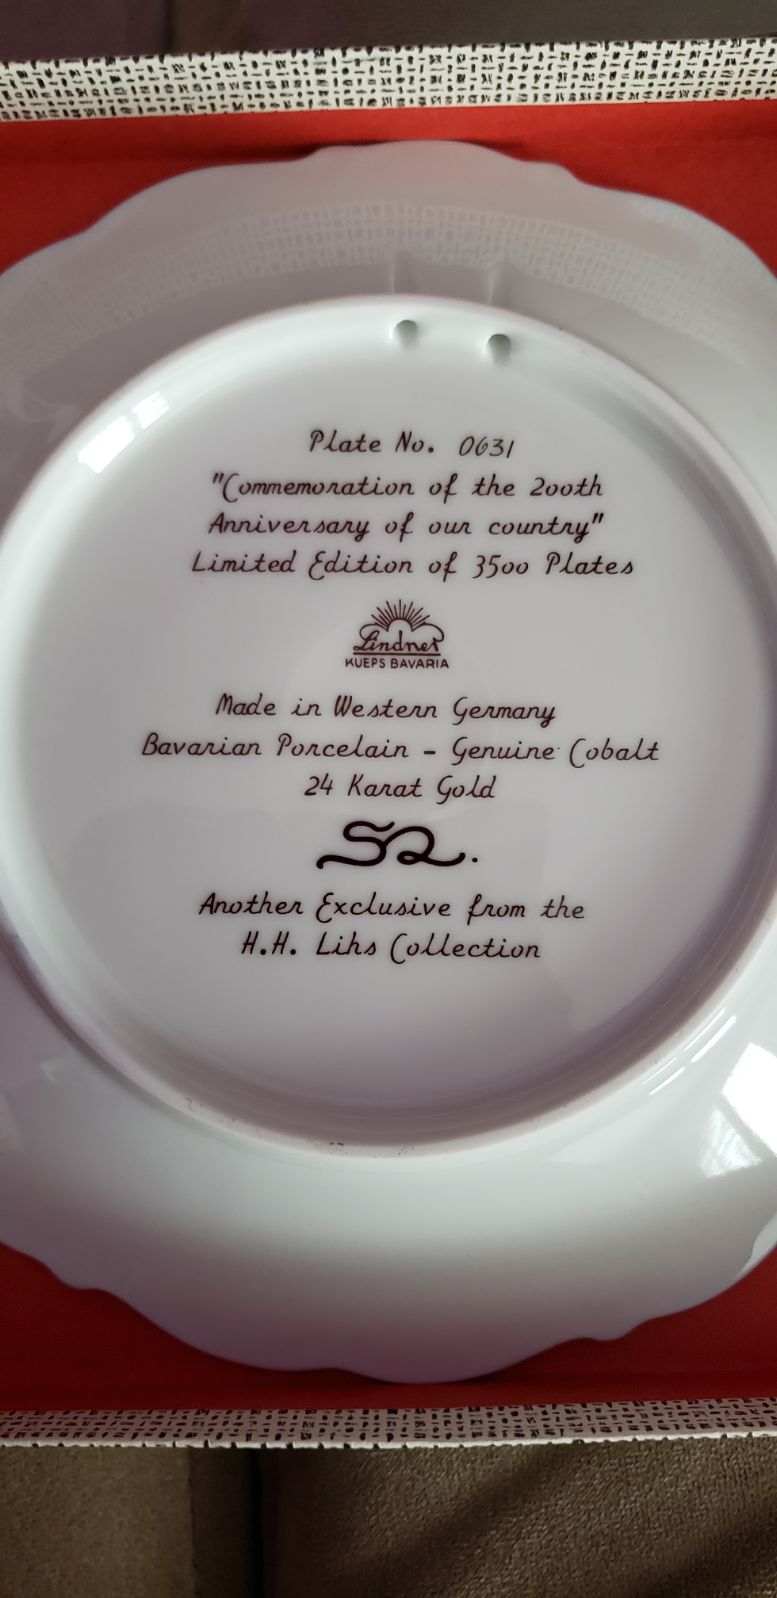 Plate No. 0631
"Commemoration of the 200th
Anniversary of our country"
Limited Edition of 3500 Plates
Lindner
KUEPS BAVARIA
Made in Western Germany
Bavarian Porcelain - Genuine Cobalt
24 Karat Gold
Another Exclusive from the
H.H. Lihs Collection